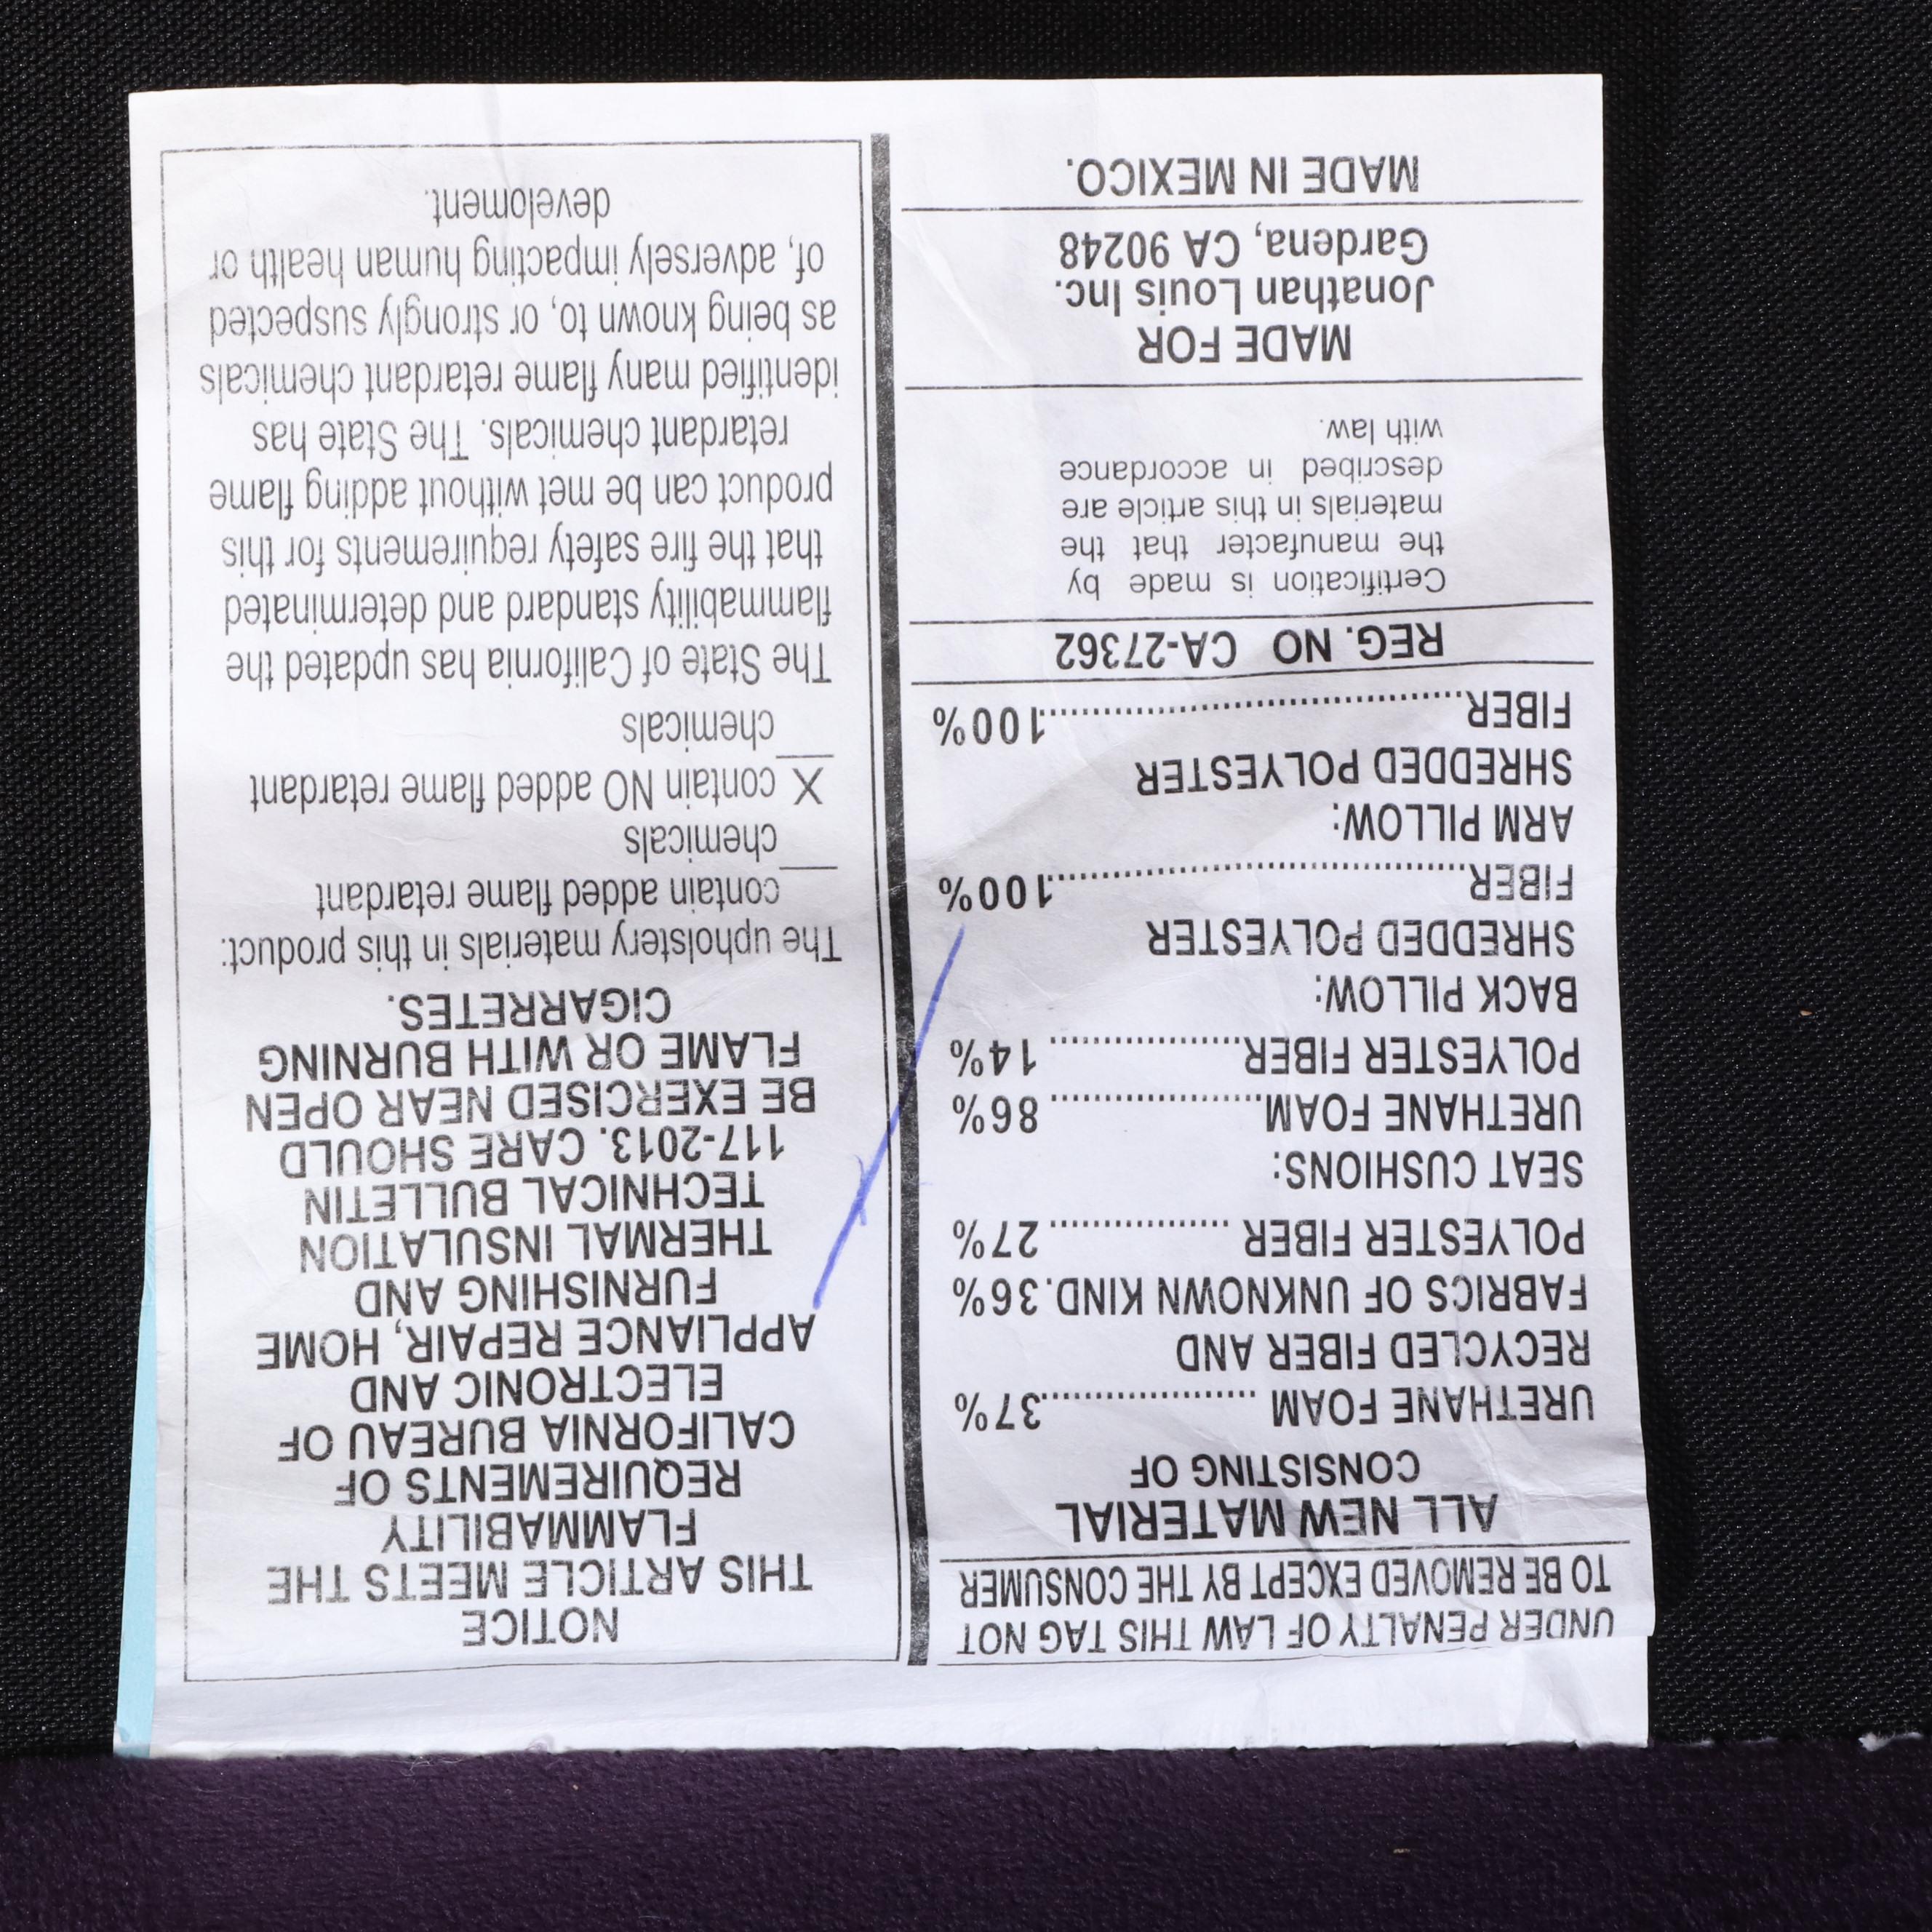 UNDER PENALTY OF LAW THIS TAG NOT
TO BE REMOVED EXCEPT BY THE CONSUMER
ALL NEW MATERIAL
CONSISTING OF
URETHANE FOAM ....................37%
RECYCLED FIBER AND
FABRICS OF UNKNOWN KIND.36%
POLYESTER FIBER .................. 27%
SEAT CUSHIONS:
URETHANE FOAM..................... 86%
POLYESTER FIBER................... 14%
BACK PILLOW:
SHREDDED POLYESTER
FIBER..........................................100%
ARM PILLOW:
SHREDDED POLYESTER
FIBER..........................................100%
REG. NO CA-27362
Certification is made by
the manufacter that the
materials in this article are
described in accordance
with law.
MADE FOR
Jonathan Louis Inc.
Gardena, CA 90248
MADE IN MEXICO.
NOTICE
THIS ARTICLE MEETS THE
FLAMMABILITY
REQUIREMENTS OF
CALIFORNIA BUREAU OF
ELECTRONIC AND
APPLIANCE REPAIR, HOME
FURNISHING AND
THERMAL INSULATION
TECHNICAL BULLETIN
117-2013. CARE SHOULD
BE EXERCISED NEAR OPEN
FLAME OR WITH BURNING
CIGARRETES.
The upholstery materials in this product:
___contain added flame retardant
chemicals
_X_contain NO added flame retardant
chemicals
The State of California has updated the
flammability standard and determinated
that the fire safety requirements for this
product can be met without adding flame
retardant chemicals. The State has
identified many flame retardant chemicals
as being known to, or strongly suspected
of, adversely impacting human health or
develoment.